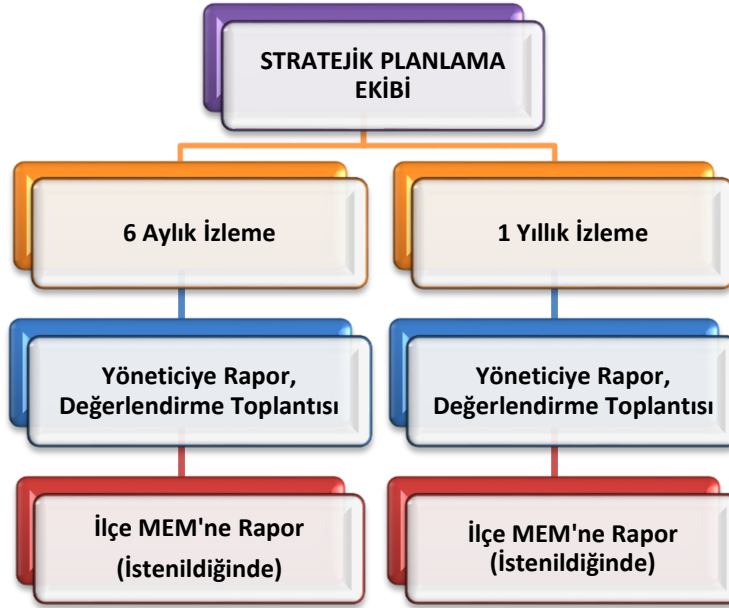 STRATEJİK PLANLAMA
EKİBİ
6 Aylık İzleme
1 Yıllık İzleme
Yöneticiye Rapor,
Değerlendirme Toplantısı
Yöneticiye Rapor,
Değerlendirme Toplantısı
İlçe MEM'ne Rapor
(İstenildiğinde)
İlçe MEM'ne Rapor
(İstenildiğinde)